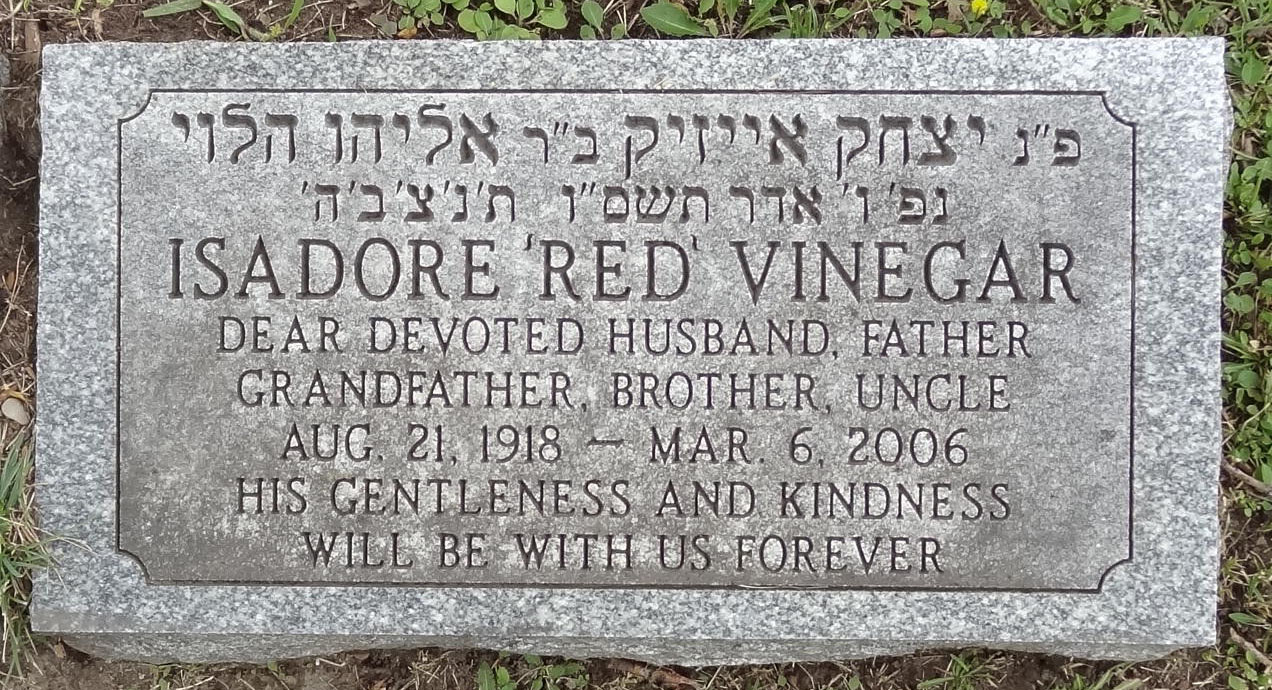 פ"נ יצחק אייזיק ב"ר אליהו הלוי
נפ' ו' אדר תשס"ו ת'נ'צ'ב'ה'
ISADORE 'RED' VINEGAR
DEAR DEVOTED HUSBAND, FATHER
GRANDFATHER, BROTHER, UNCLE
AUG. 21, 1918 – MAR. 6, 2006
HIS GENTLENESS AND KINDNESS
WILL BE WITH US FOREVER